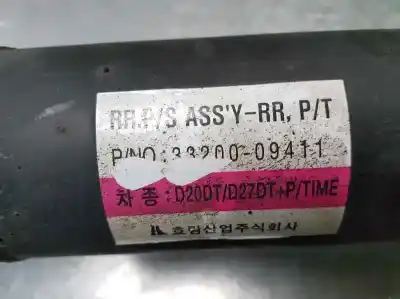 RR.P/S ASS'Y-RR, P/T
P/NO:33200-09411
차 종 : D20DT/D27DT+P/TIME
효림산업주식회사